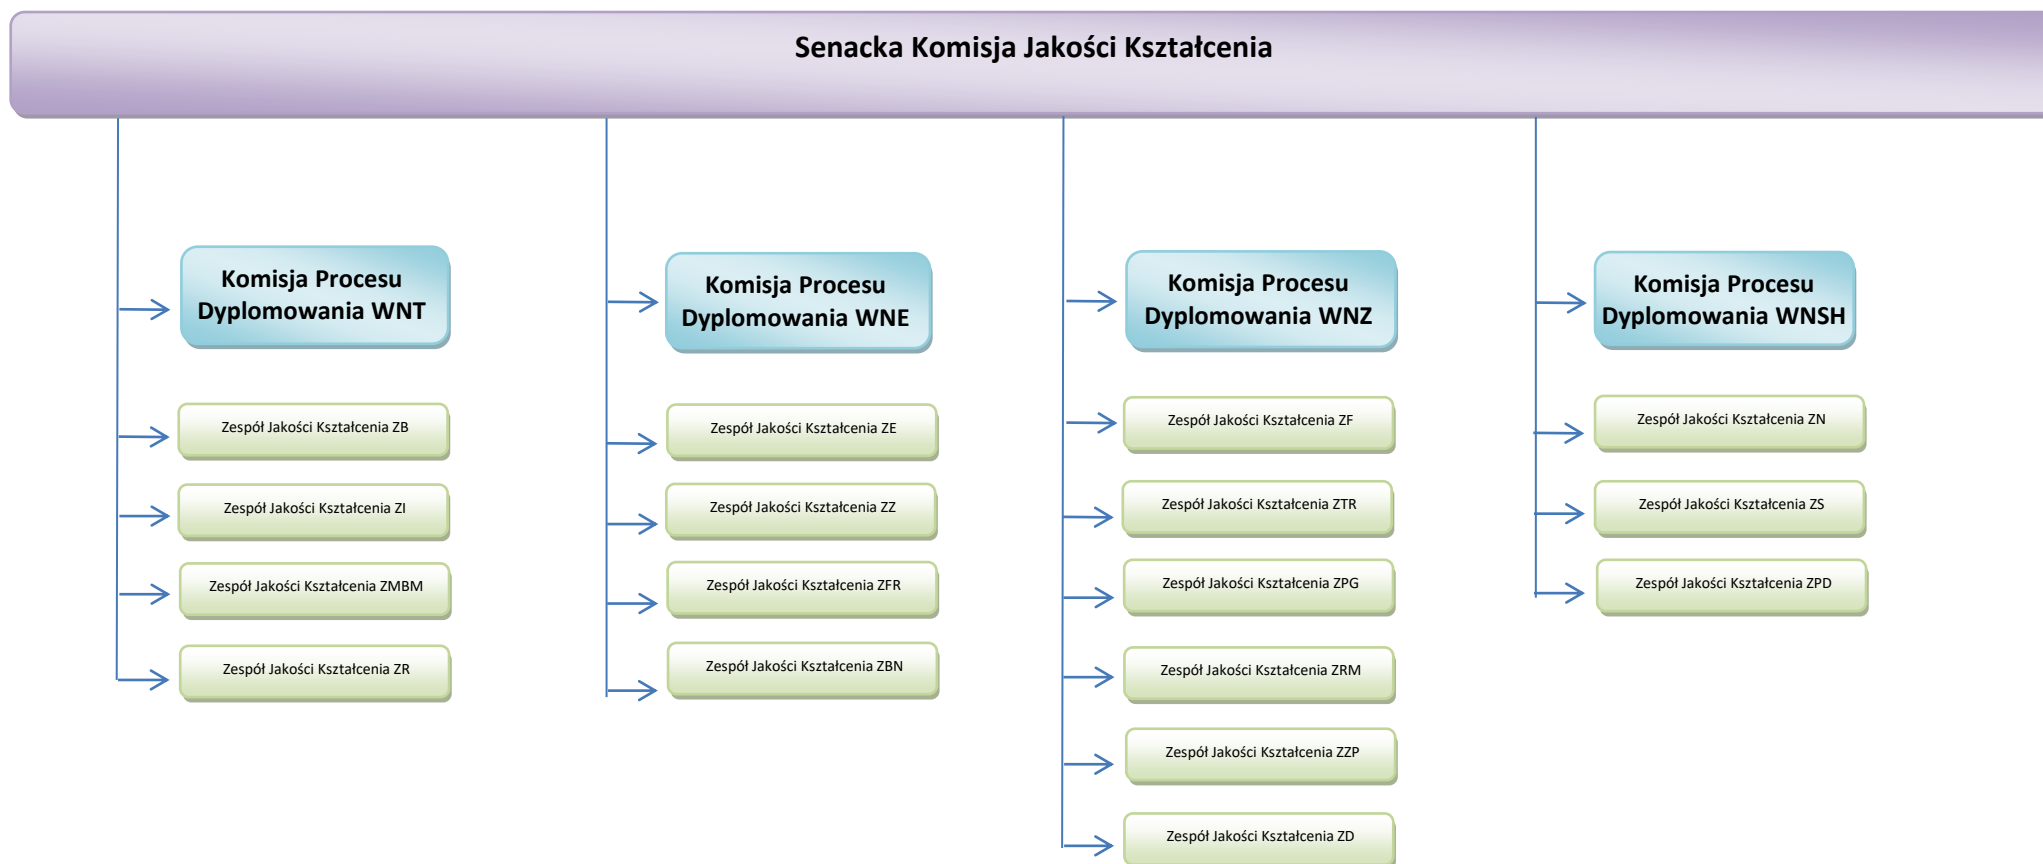 Senacka Komisja Jakości Kształcenia
Komisja Procesu
Dyplomowania WNT
Zespół Jakości Kształcenia ZB
Zespół Jakości Kształcenia ZI
Zespół Jakości Kształcenia ZMBM
Zespół Jakości Kształcenia ZR
Komisja Procesu
Dyplomowania WNE
Zespół Jakości Kształcenia ZE
Zespół Jakości Kształcenia ZZ
Zespół Jakości Kształcenia ZFR
Zespół Jakości Kształcenia ZBN
Komisja Procesu
Dyplomowania WNZ
Zespół Jakości Kształcenia ZF
Zespół Jakości Kształcenia ZTR
Zespół Jakości Kształcenia ZPG
Zespół Jakości Kształcenia ZRM
Zespół Jakości Kształcenia ZZP
Zespół Jakości Kształcenia ZD
Komisja Procesu
Dyplomowania WNSH
Zespół Jakości Kształcenia ZN
Zespół Jakości Kształcenia ZS
Zespół Jakości Kształcenia ZPD